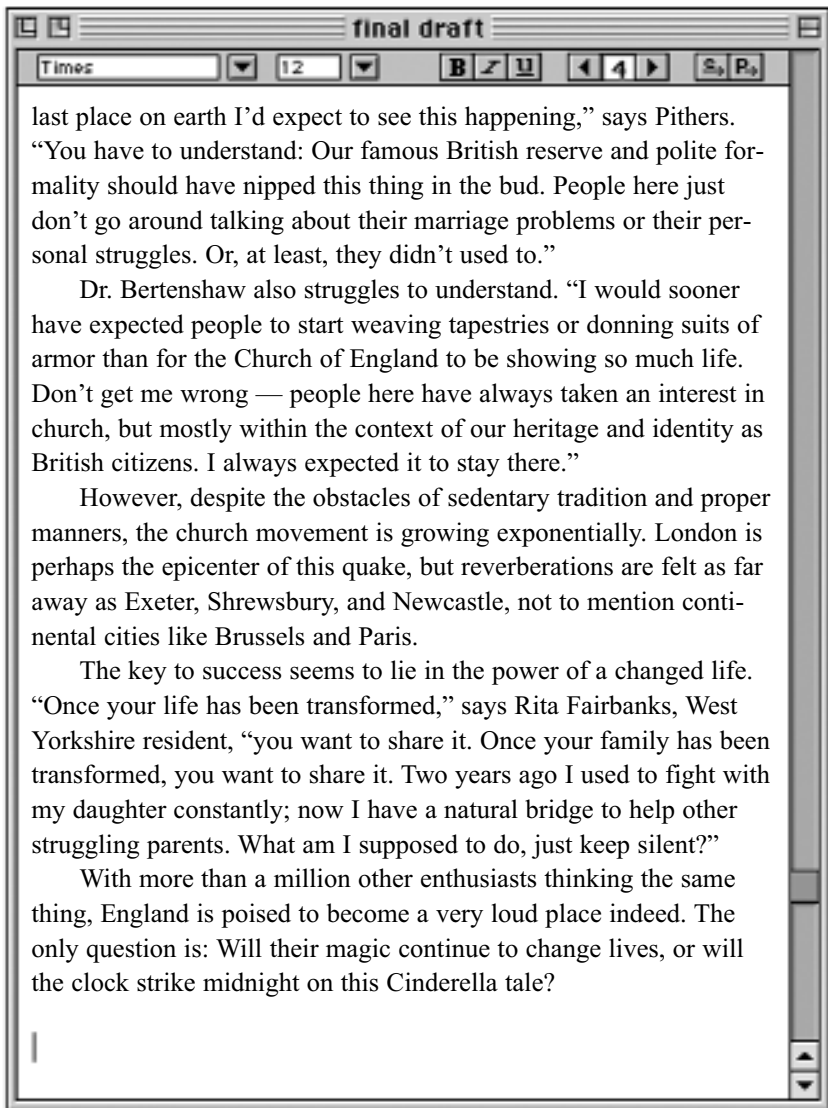 final draft
Times 12 B I U 4 S P
last place on earth I’d expect to see this happening,” says Pithers.
“You have to understand: Our famous British reserve and polite for-
mality should have nipped this thing in the bud. People here just
don’t go around talking about their marriage problems or their per-
sonal struggles. Or, at least, they didn’t used to.”
Dr. Bertenshaw also struggles to understand. “I would sooner
have expected people to start weaving tapestries or donning suits of
armor than for the Church of England to be showing so much life.
Don’t get me wrong — people here have always taken an interest in
church, but mostly within the context of our heritage and identity as
British citizens. I always expected it to stay there.”
However, despite the obstacles of sedentary tradition and proper
manners, the church movement is growing exponentially. London is
perhaps the epicenter of this quake, but reverberations are felt as far
away as Exeter, Shrewsbury, and Newcastle, not to mention conti-
nental cities like Brussels and Paris.
The key to success seems to lie in the power of a changed life.
“Once your life has been transformed,” says Rita Fairbanks, West
Yorkshire resident, “you want to share it. Once your family has been
transformed, you want to share it. Two years ago I used to fight with
my daughter constantly; now I have a natural bridge to help other
struggling parents. What am I supposed to do, just keep silent?”
With more than a million other enthusiasts thinking the same
thing, England is poised to become a very loud place indeed. The
only question is: Will their magic continue to change lives, or will
the clock strike midnight on this Cinderella tale?